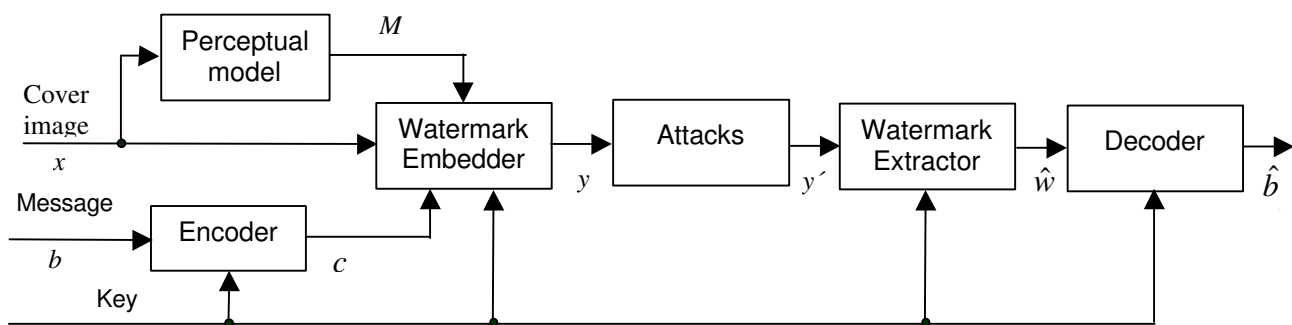 Perceptual
model
M
Cover
image
x
Watermark
Embedder
y
Attacks
y´
Watermark
Extractor
ŵ
Decoder
b̂
Message
b
Encoder
c
Key